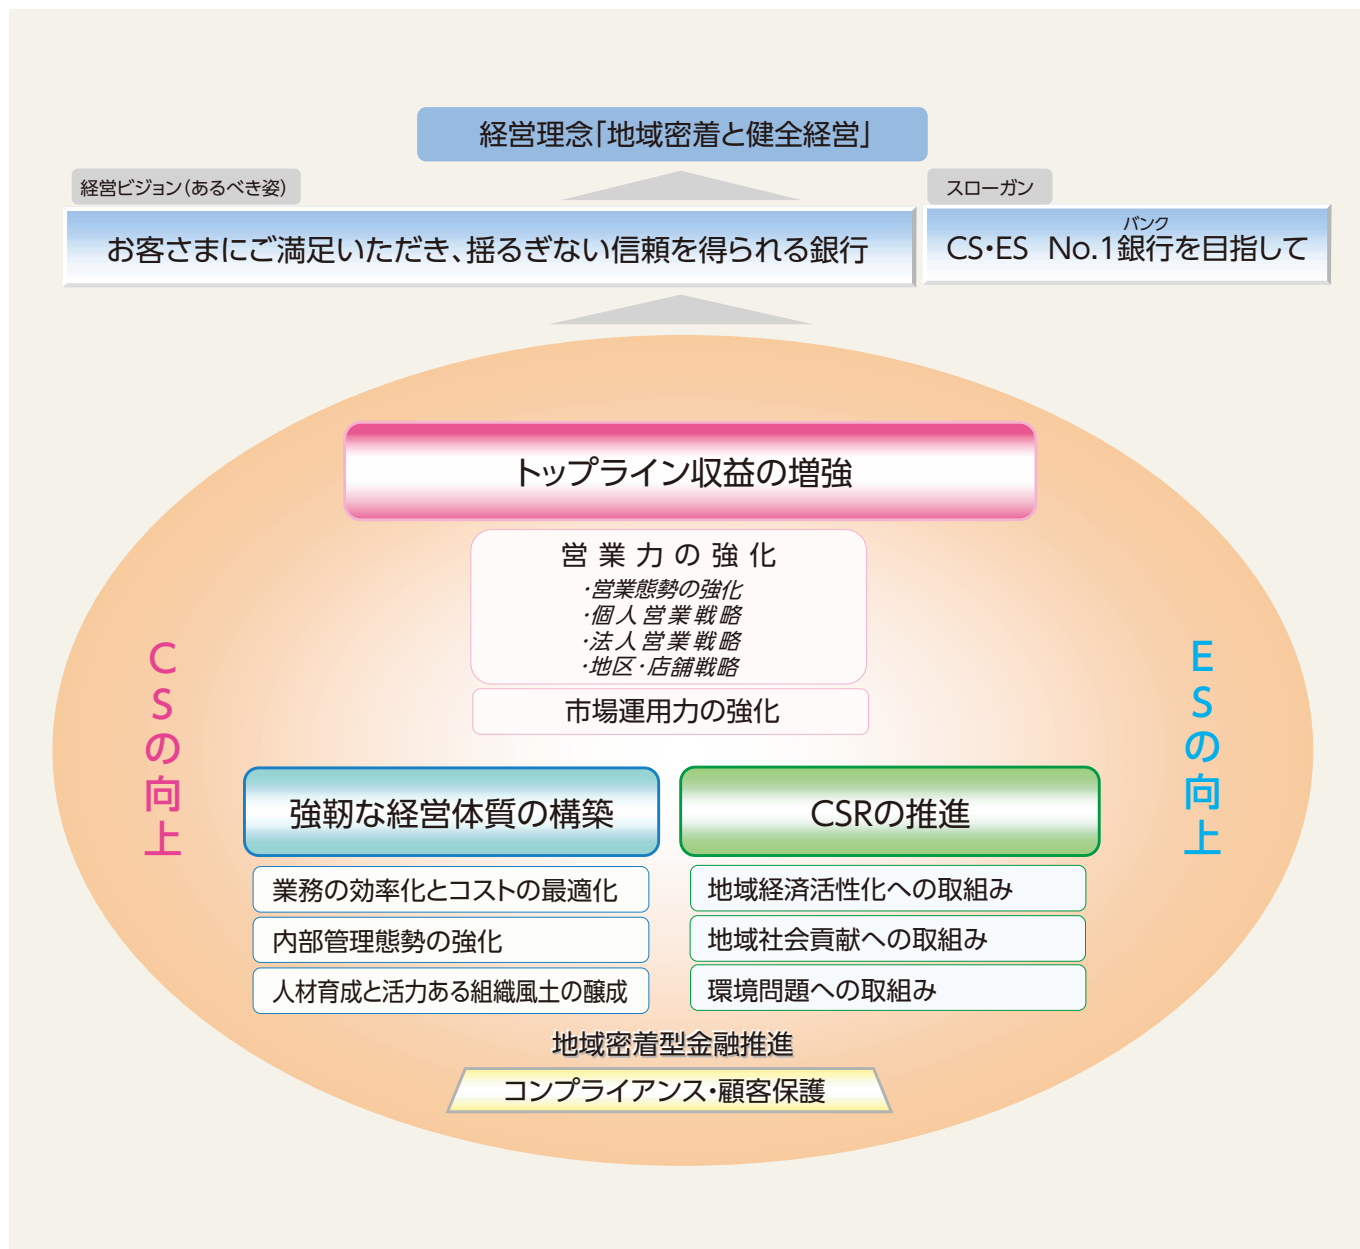 経営理念「地域密着と健全経営」
経営ビジョン(あるべき姿)
お客さまにご満足いただき、揺るぎない信頼を得られる銀行
スローガン
バンク
CS・ES No.1銀行を目指して
トップライン収益の増強
営業力の強化
・営業態勢の強化
・個人営業戦略
・法人営業戦略
・地区・店舗戦略
市場運用力の強化
CSの向上
ESの向上
強靭な経営体質の構築
業務の効率化とコストの最適化
内部管理態勢の強化
人材育成と活力ある組織風土の醸成
CSRの推進
地域経済活性化への取組み
地域社会貢献への取組み
環境問題への取組み
地域密着型金融推進
コンプライアンス・顧客保護